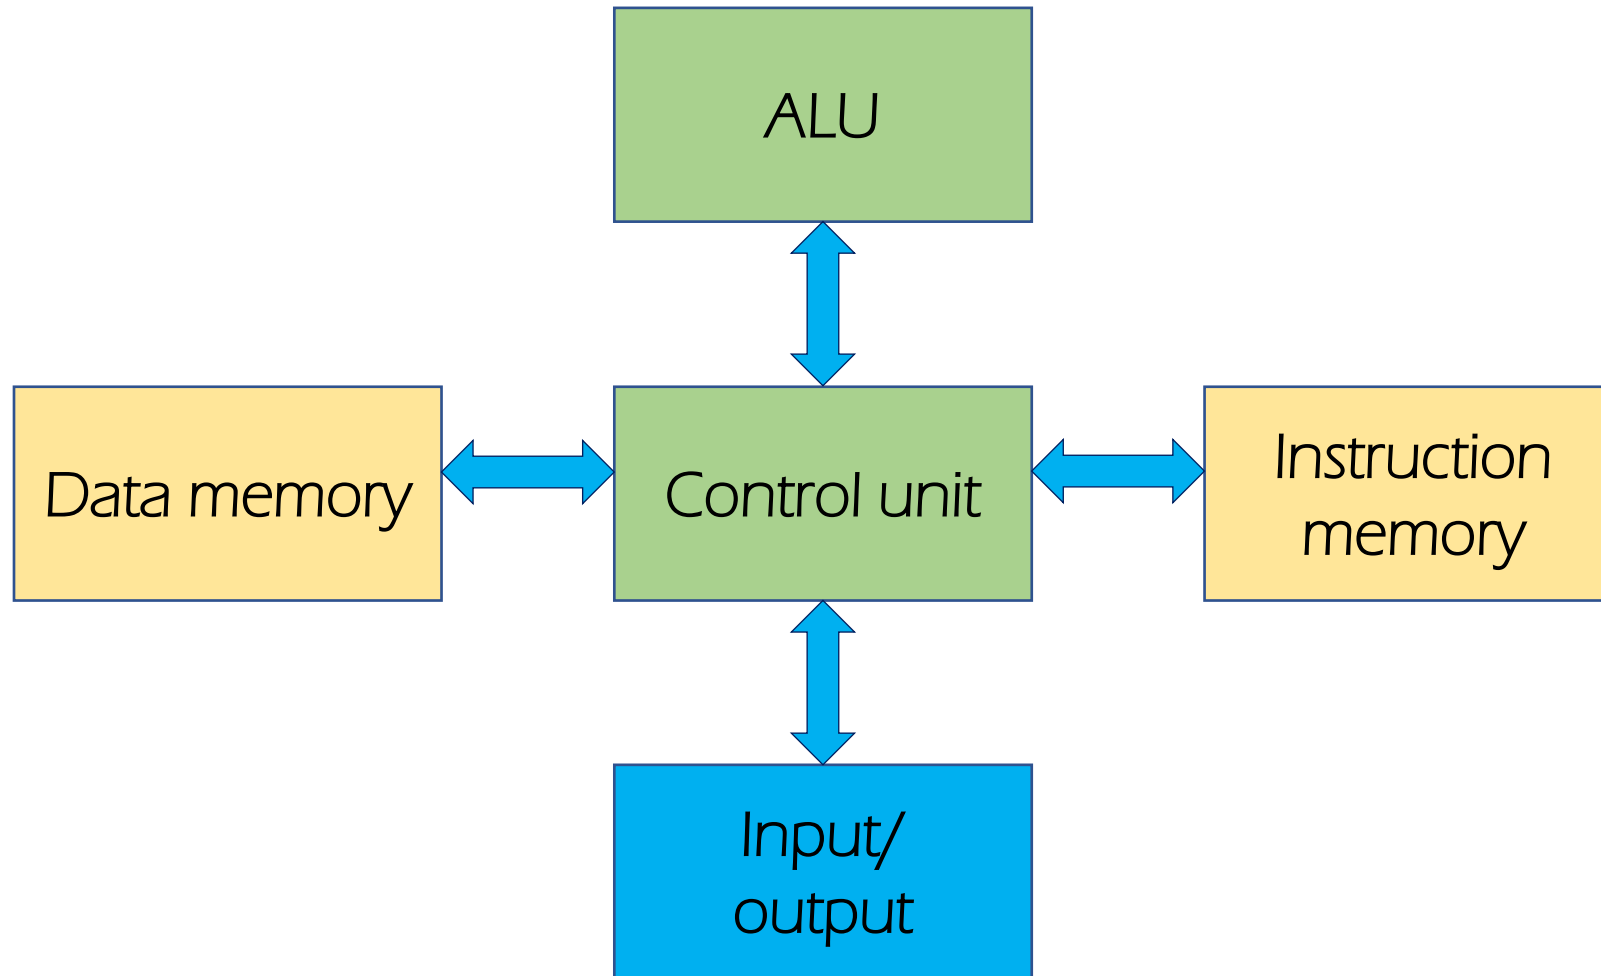 ALU
Data memory
Control unit
Instruction
memory
Input/
output